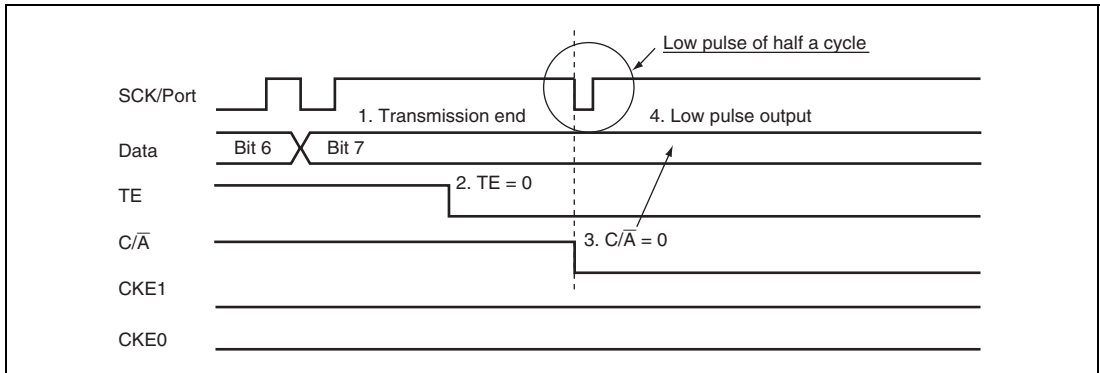 Low pulse of half a cycle
SCK/Port
1. Transmission end
4. Low pulse output
Data
Bit 6
Bit 7
TE
2. TE = 0
C/A̅
3. C/A̅ = 0
CKE1
CKE0